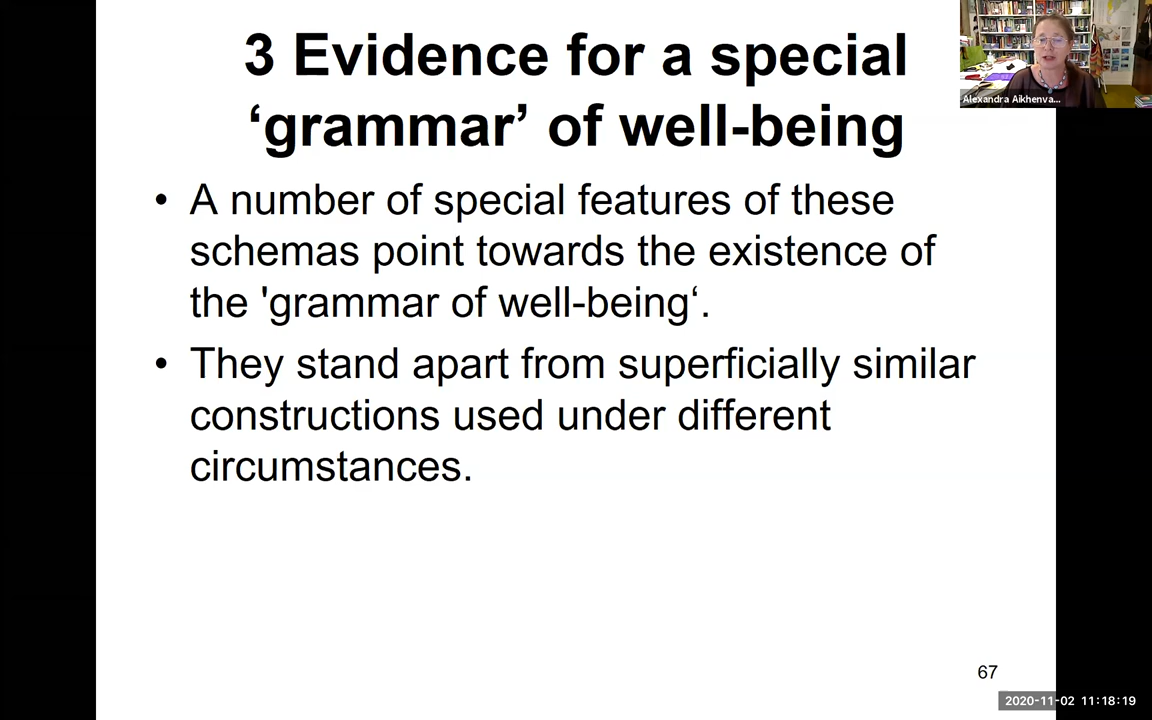 3 Evidence for a special
‘grammar’ of well-being
• A number of special features of these
schemas point towards the existence of
the 'grammar of well-being‘.
• They stand apart from superficially similar
constructions used under different
circumstances.
67
Alexandra Aikhenva...
2020-11-02 11:18:19